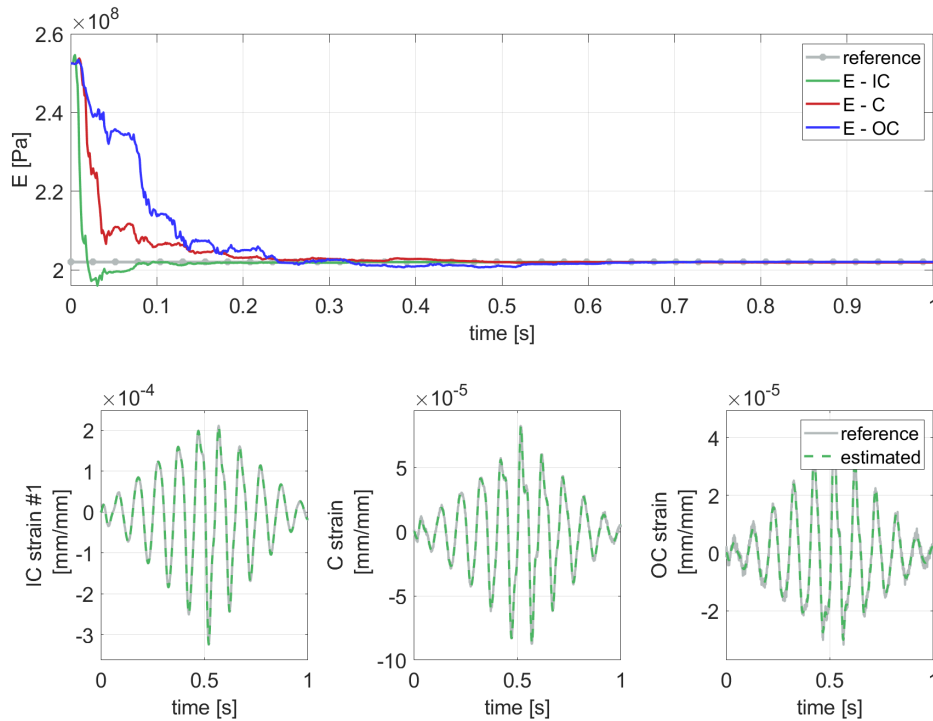 ×10^8
2.6
2.4
2.2
2
E [Pa]
0 0.1 0.2 0.3 0.4 0.5 0.6 0.7 0.8 0.9 1
time [s]
reference
E - IC
E - C
E - OC
×10^-4
2
1
0
-1
-2
-3
IC strain #1
[mm/mm]
0 0.5 1
time [s]
×10^-5
5
0
-5
-10
C strain
[mm/mm]
0 0.5 1
time [s]
×10^-5
4
2
0
-2
OC strain
[mm/mm]
0 0.5 1
time [s]
reference
estimated